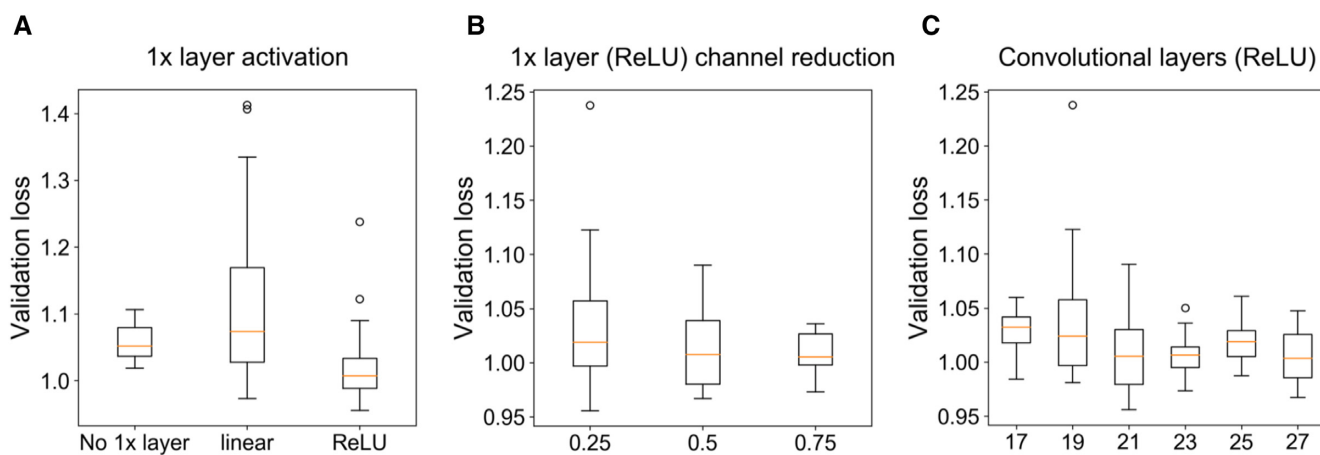 A
1x layer activation
Validation loss
1.4
1.3
1.2
1.1
1.0
No 1x layer linear ReLU
B
1x layer (ReLU) channel reduction
Validation loss
1.25
1.20
1.15
1.10
1.05
1.00
0.95
0.25 0.5 0.75
C
Convolutional layers (ReLU)
Validation loss
1.25
1.20
1.15
1.10
1.05
1.00
0.95
17 19 21 23 25 27